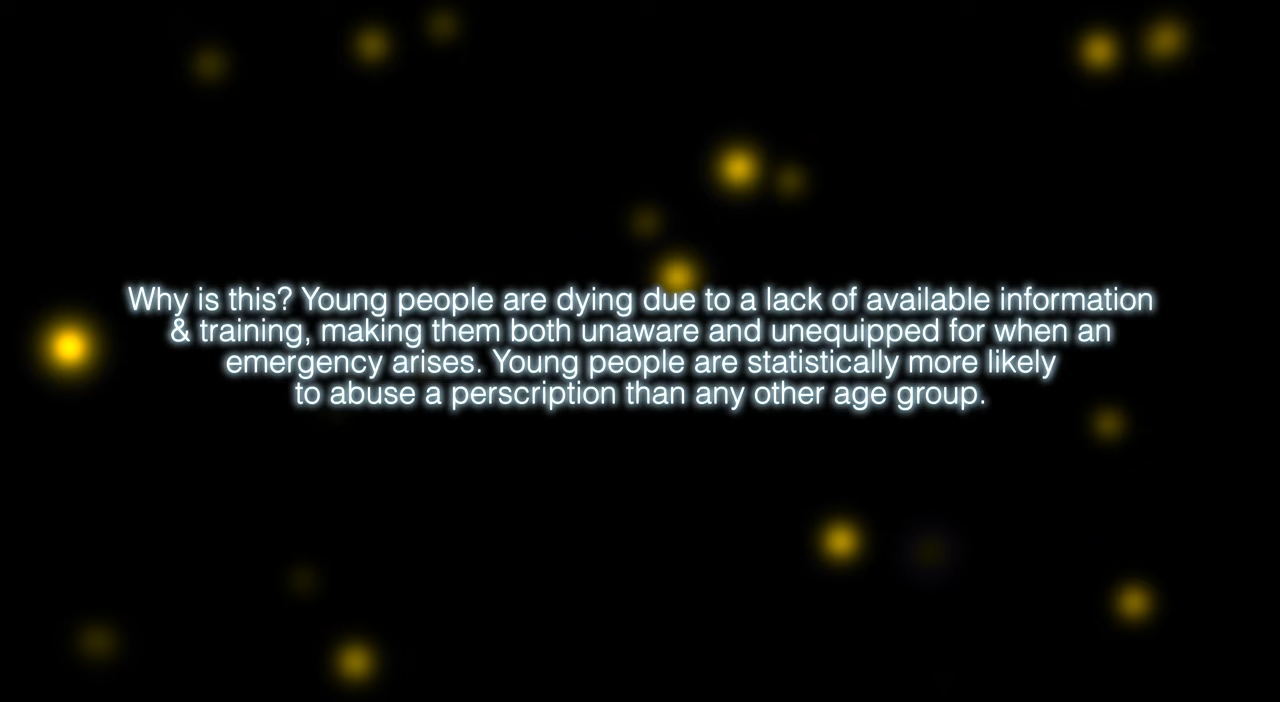 Why is this? Young people are dying due to a lack of available information
& training, making them both unaware and unequipped for when an
emergency arises. Young people are statistically more likely
to abuse a perscription than any other age group.